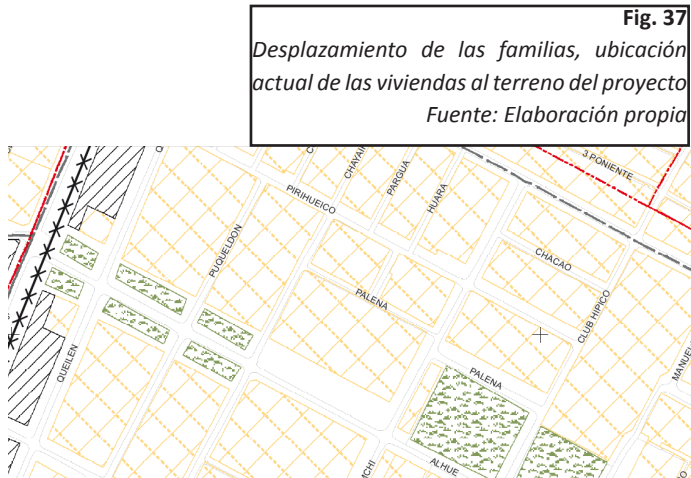 Fig. 37
Desplazamiento de las familias, ubicación
actual de las viviendas al terreno del proyecto
Fuente: Elaboración propia
3 PONIENTE
PARGUA
HUARA
PIRIHUEICO
PUQUELDON
CHACAO
PALENA
CLUB HIPICO
QUEILEN
PALENA
ALHUE